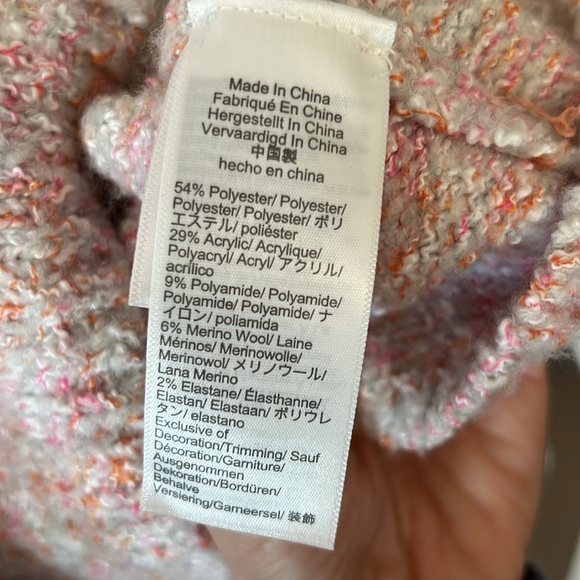 Made In China
Fabriqué En Chine
Hergestellt In China
Vervaardigd In China
中国製
hecho en china
54% Polyester/ Polyester/
Polyester/ Polyester/ ポリ
エステル/ poliéster
29% Acrylic/ Acrylique/
Polyacryl/ Acryl/ アクリル/
acrílico
9% Polyamide/ Polyamide/
Polyamide/ Polyamide/ ナ
イロン/ poliamida
6% Merino Wool/ Laine
Mérinos/ Merinowolle/
Merinowol/ メリノウール/
Lana Merino
2% Elastane/ Élasthanne/
Elastan/ Elastaan/ ポリウレ
タン/ elastano
Exclusive of
Decoration/Trimming/ Sauf
Décoration/Garniture/
Ausgenommen
Dekoration/Bordüren/
Behalve
Versiering/Garneersel/ 装飾